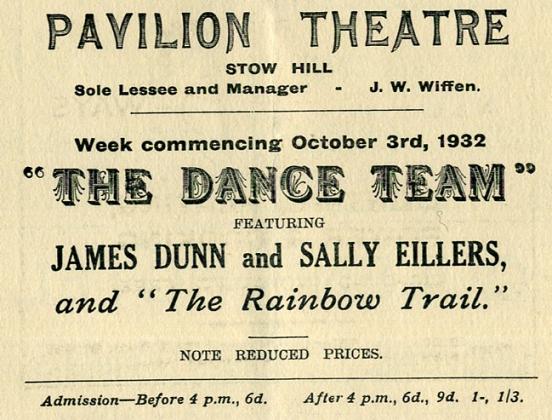 PAVILION THEATRE
STOW HILL
Sole Lessee and Manager - J. W. Wiffen.
Week commencing October 3rd, 1932
"THE DANCE TEAM"
FEATURING
JAMES DUNN and SALLY EILLERS,
and "The Rainbow Trail."
NOTE REDUCED PRICES.
Admission—Before 4 p.m., 6d. After 4 p.m., 6d., 9d. 1-, 1/3.